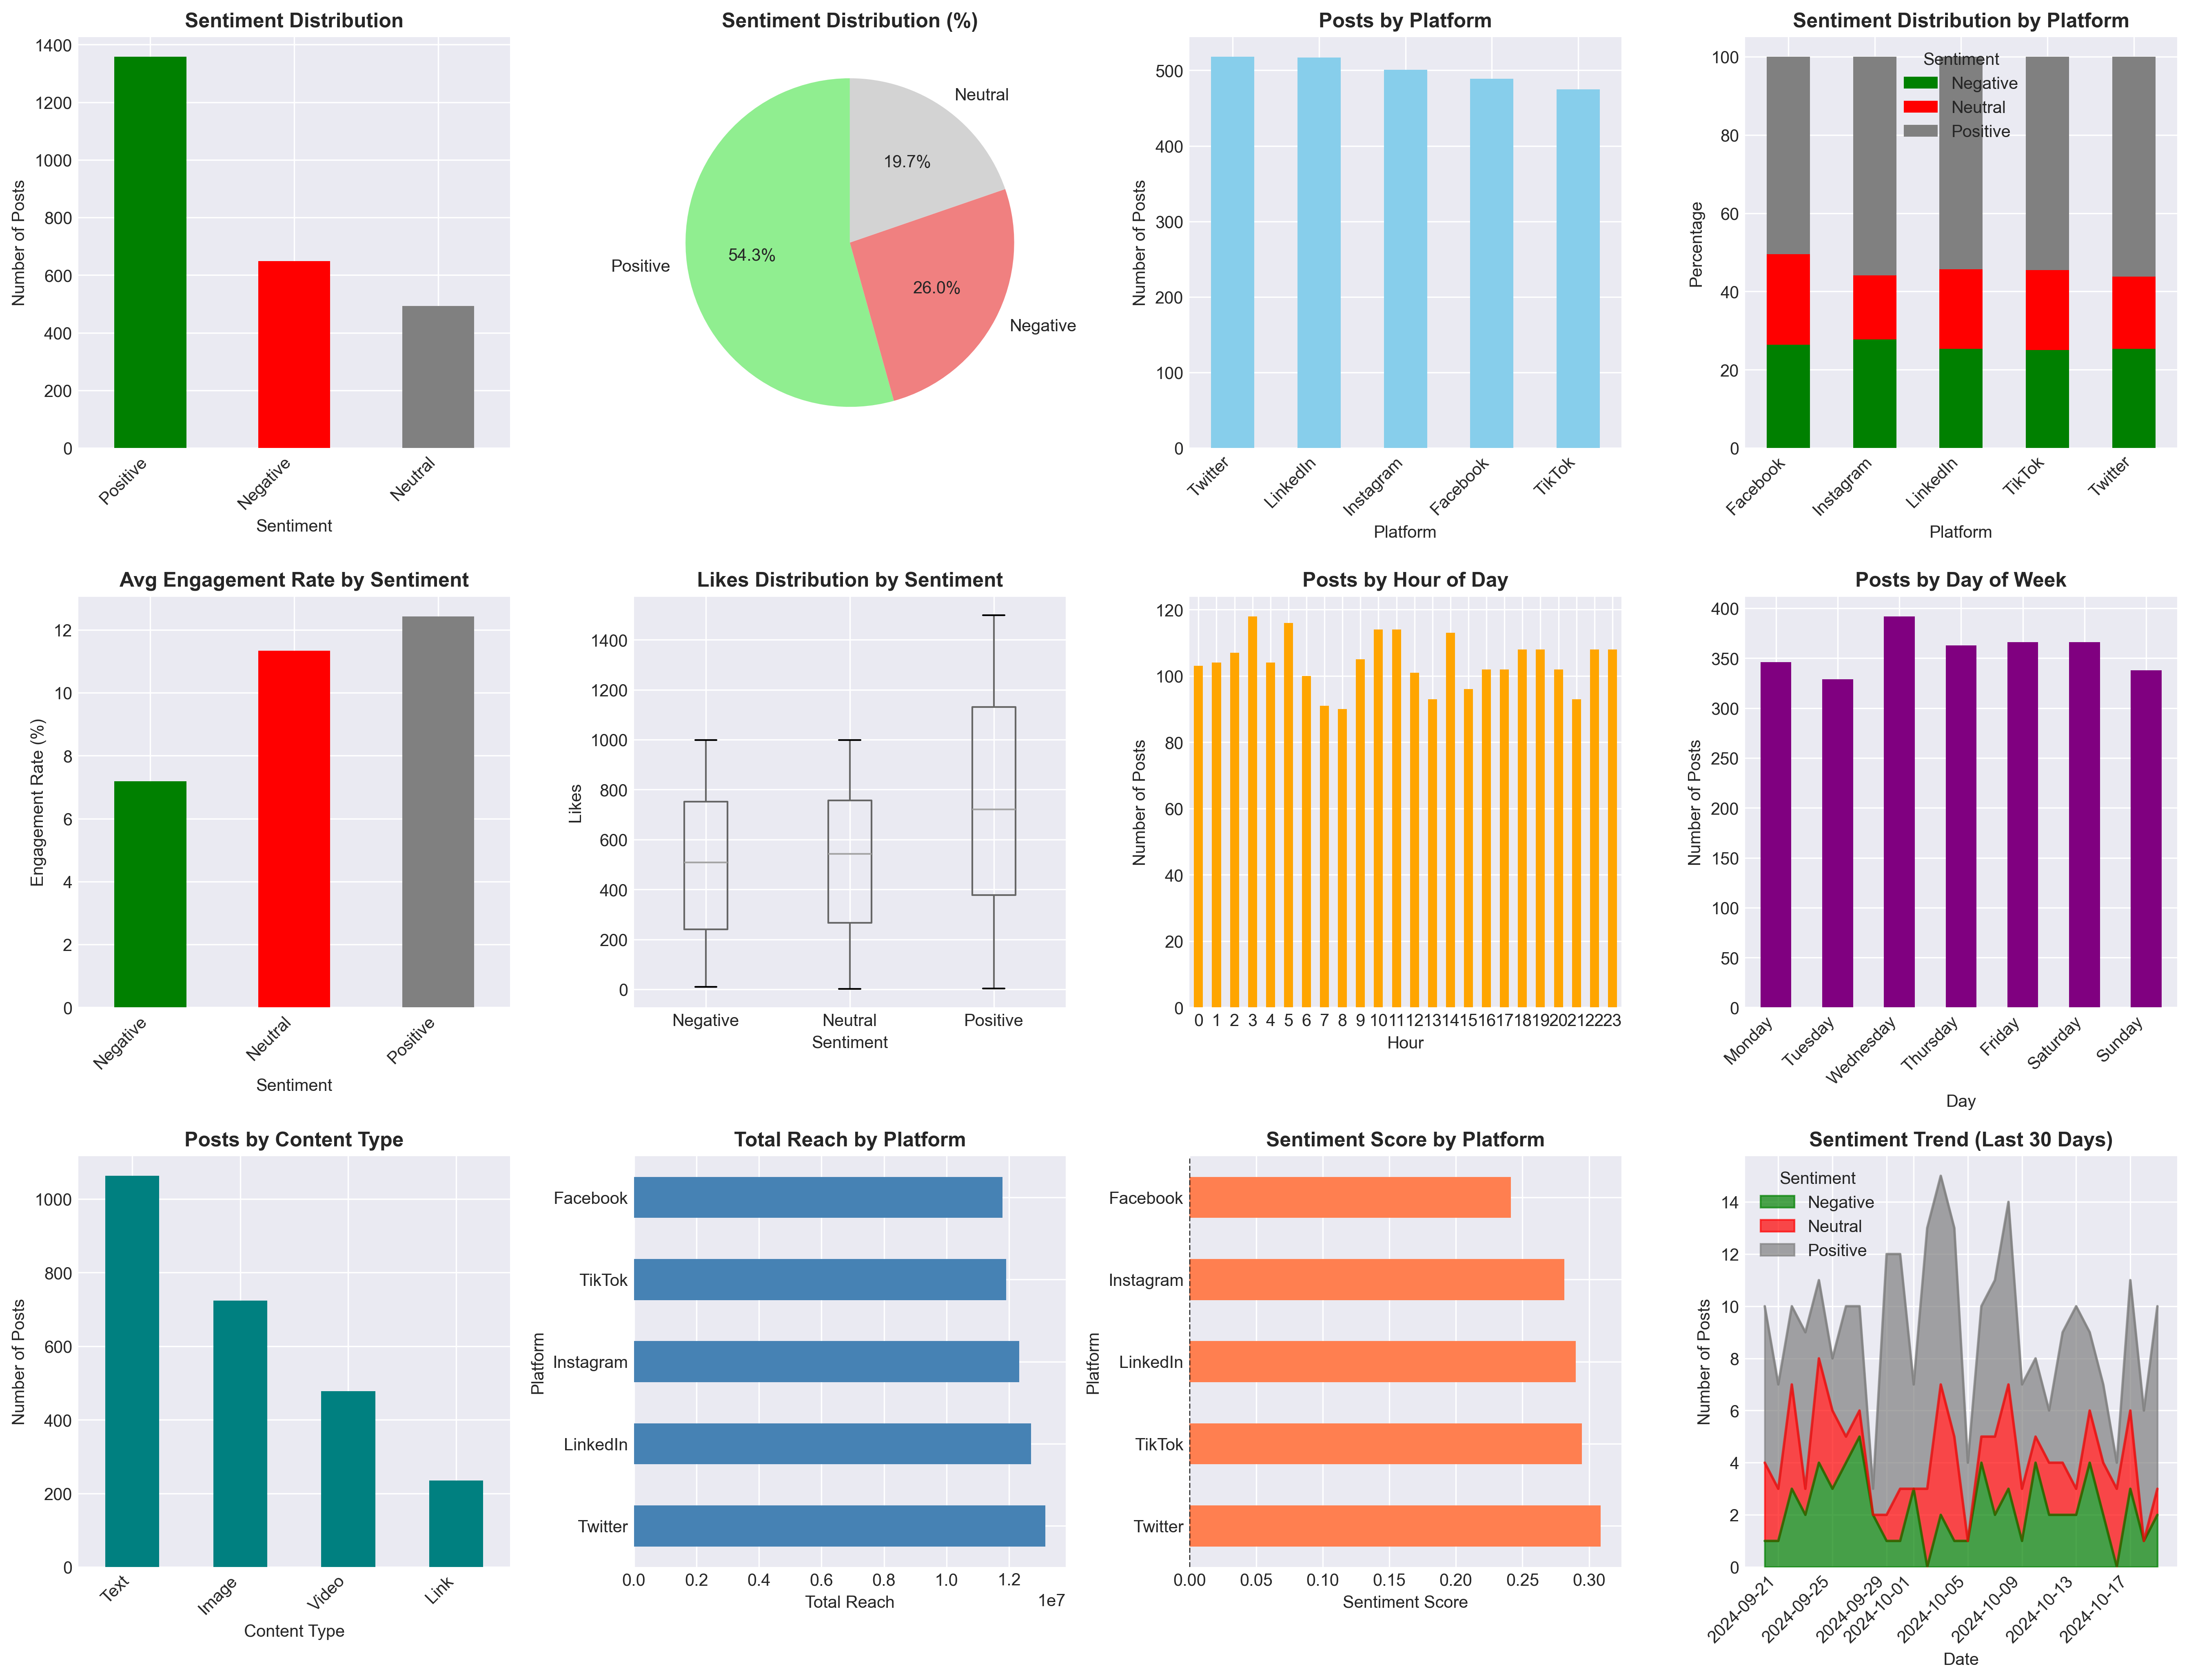 Sentiment Distribution
1400
1200
1000
800
600
400
200
0
Number of Posts
Positive
Negative
Neutral
Sentiment
Sentiment Distribution (%)
Neutral
19.7%
Positive
54.3%
26.0%
Negative
Posts by Platform
500
400
300
200
100
0
Number of Posts
Twitter
LinkedIn
Instagram
Facebook
TikTok
Platform
Sentiment Distribution by Platform
100
80
60
40
20
0
Percentage
Sentiment
Negative
Neutral
Positive
Facebook
Instagram
LinkedIn
TikTok
Twitter
Platform
Avg Engagement Rate by Sentiment
12
10
8
6
4
2
0
Engagement Rate (%)
Negative
Neutral
Positive
Sentiment
Likes Distribution by Sentiment
1400
1200
1000
800
600
400
200
0
Likes
Negative
Neutral
Positive
Sentiment
Posts by Hour of Day
120
100
80
60
40
20
0
Number of Posts
0 1 2 3 4 5 6 7 8 9 10 11 12 13 14 15 16 17 18 19 20 21 22 23
Hour
Posts by Day of Week
400
350
300
250
200
150
100
50
0
Number of Posts
Monday
Tuesday
Wednesday
Thursday
Friday
Saturday
Sunday
Day
Posts by Content Type
1000
800
600
400
200
0
Number of Posts
Text
Image
Video
Link
Content Type
Total Reach by Platform
Platform
Facebook
TikTok
Instagram
LinkedIn
Twitter
0.0 0.2 0.4 0.6 0.8 1.0 1.2
1e7
Total Reach
Sentiment Score by Platform
Platform
Facebook
Instagram
LinkedIn
TikTok
Twitter
0.00 0.05 0.10 0.15 0.20 0.25 0.30
Sentiment Score
Sentiment Trend (Last 30 Days)
14
12
10
8
6
4
2
0
Number of Posts
Sentiment
Negative
Neutral
Positive
2024-09-21
2024-09-25
2024-09-29
2024-10-01
2024-10-05
2024-10-09
2024-10-13
2024-10-17
Date